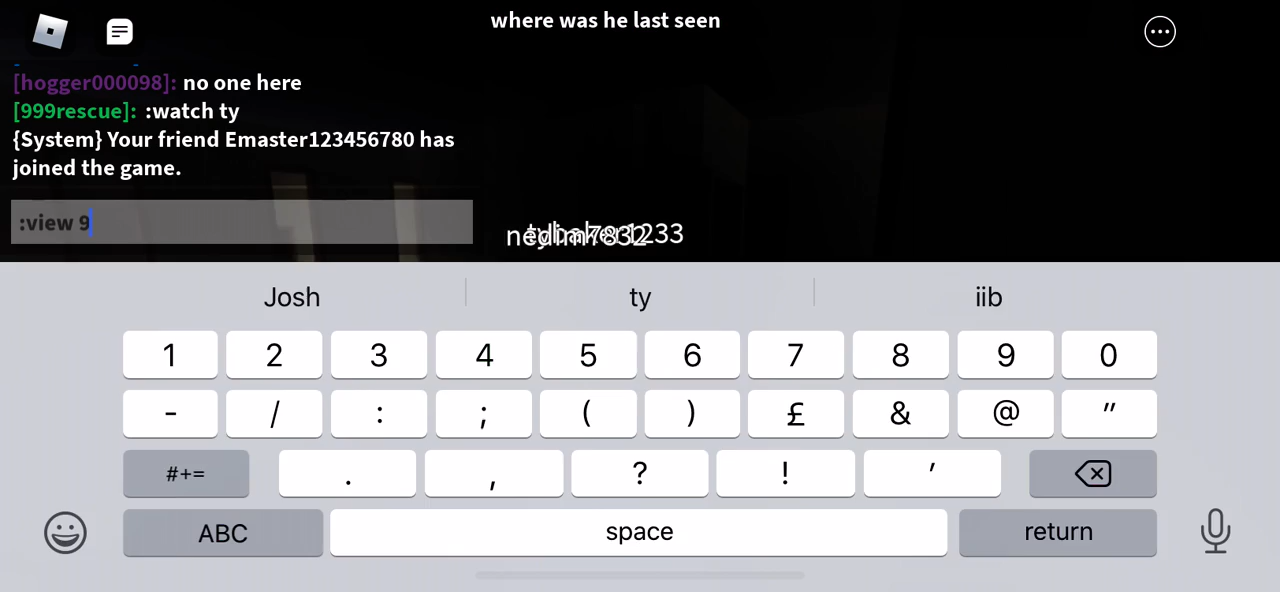 where was he last seen
[hogger000098]: no one here
[999rescue]: :watch ty
{System} Your friend Emaster123456780 has
joined the game.
:view 9
Josh ty iib
1 2 3 4 5 6 7 8 9 0
- / : ; ( ) £ & @ "
#+= . , ? ! '
ABC space return